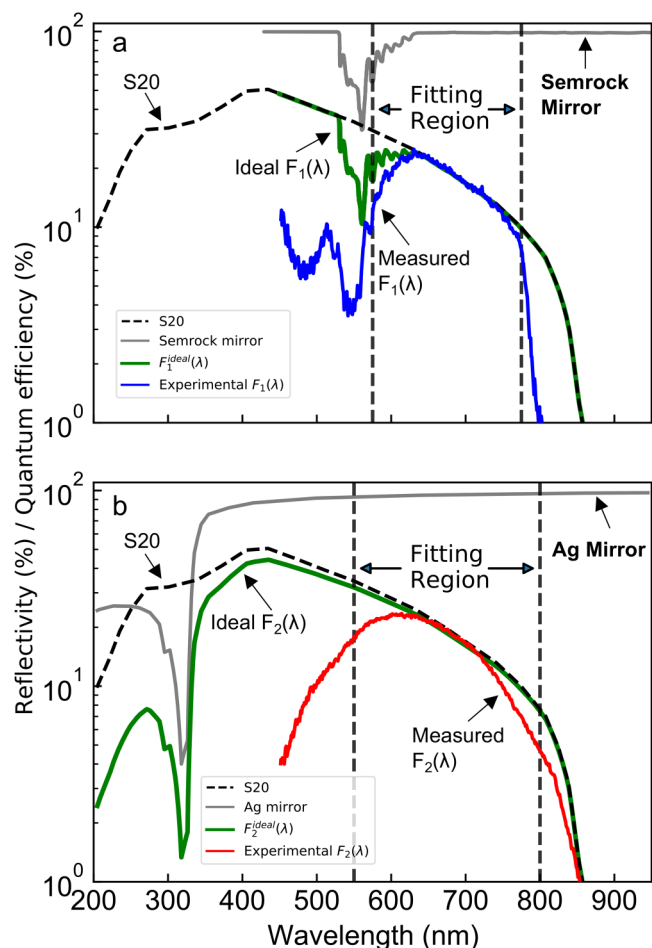 Reflectivity (%) / Quantum efficiency (%)
10²
10¹
10⁰
a
S20
Semrock
Mirror
Fitting
Region
Ideal F₁(λ)
Measured
F₁(λ)
S20
Semrock mirror
F₁ⁱᵈᵉᵃˡ(λ)
Experimental F₁(λ)
10²
10¹
10⁰
b
S20
Ag Mirror
Fitting
Region
Ideal F₂(λ)
Measured
F₂(λ)
S20
Ag mirror
F₂ⁱᵈᵉᵃˡ(λ)
Experimental F₂(λ)
200 300 400 500 600 700 800 900
Wavelength (nm)